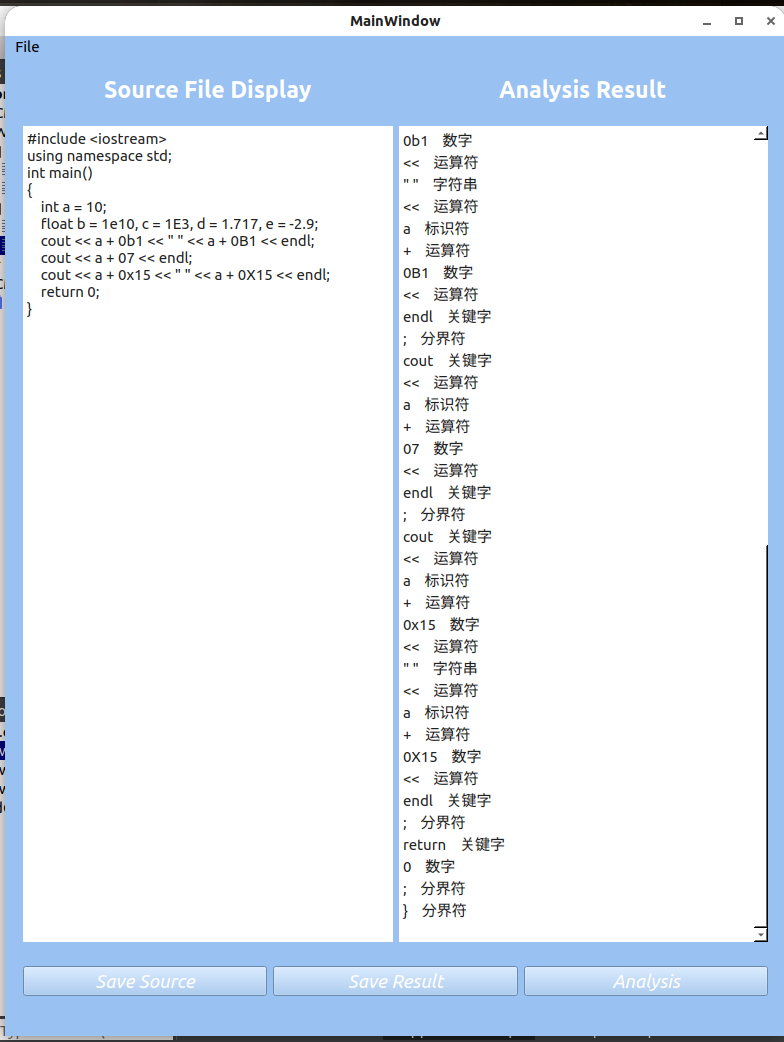 MainWindow
File
Source File Display
Analysis Result
#include <iostream>
using namespace std;
int main()
{
int a = 10;
float b = 1e10, c = 1E3, d = 1.717, e = -2.9;
cout << a + 0b1 << " " << a + 0B1 << endl;
cout << a + 07 << endl;
cout << a + 0x15 << " " << a + 0X15 << endl;
return 0;
}
0b1 数字
<< 运算符
" " 字符串
<< 运算符
a 标识符
+ 运算符
0B1 数字
<< 运算符
endl 关键字
; 分界符
cout 关键字
<< 运算符
a 标识符
+ 运算符
07 数字
<< 运算符
endl 关键字
; 分界符
cout 关键字
<< 运算符
a 标识符
+ 运算符
0x15 数字
<< 运算符
" " 字符串
<< 运算符
a 标识符
+ 运算符
0X15 数字
<< 运算符
endl 关键字
; 分界符
return 关键字
0 数字
; 分界符
} 分界符
Save Source
Save Result
Analysis